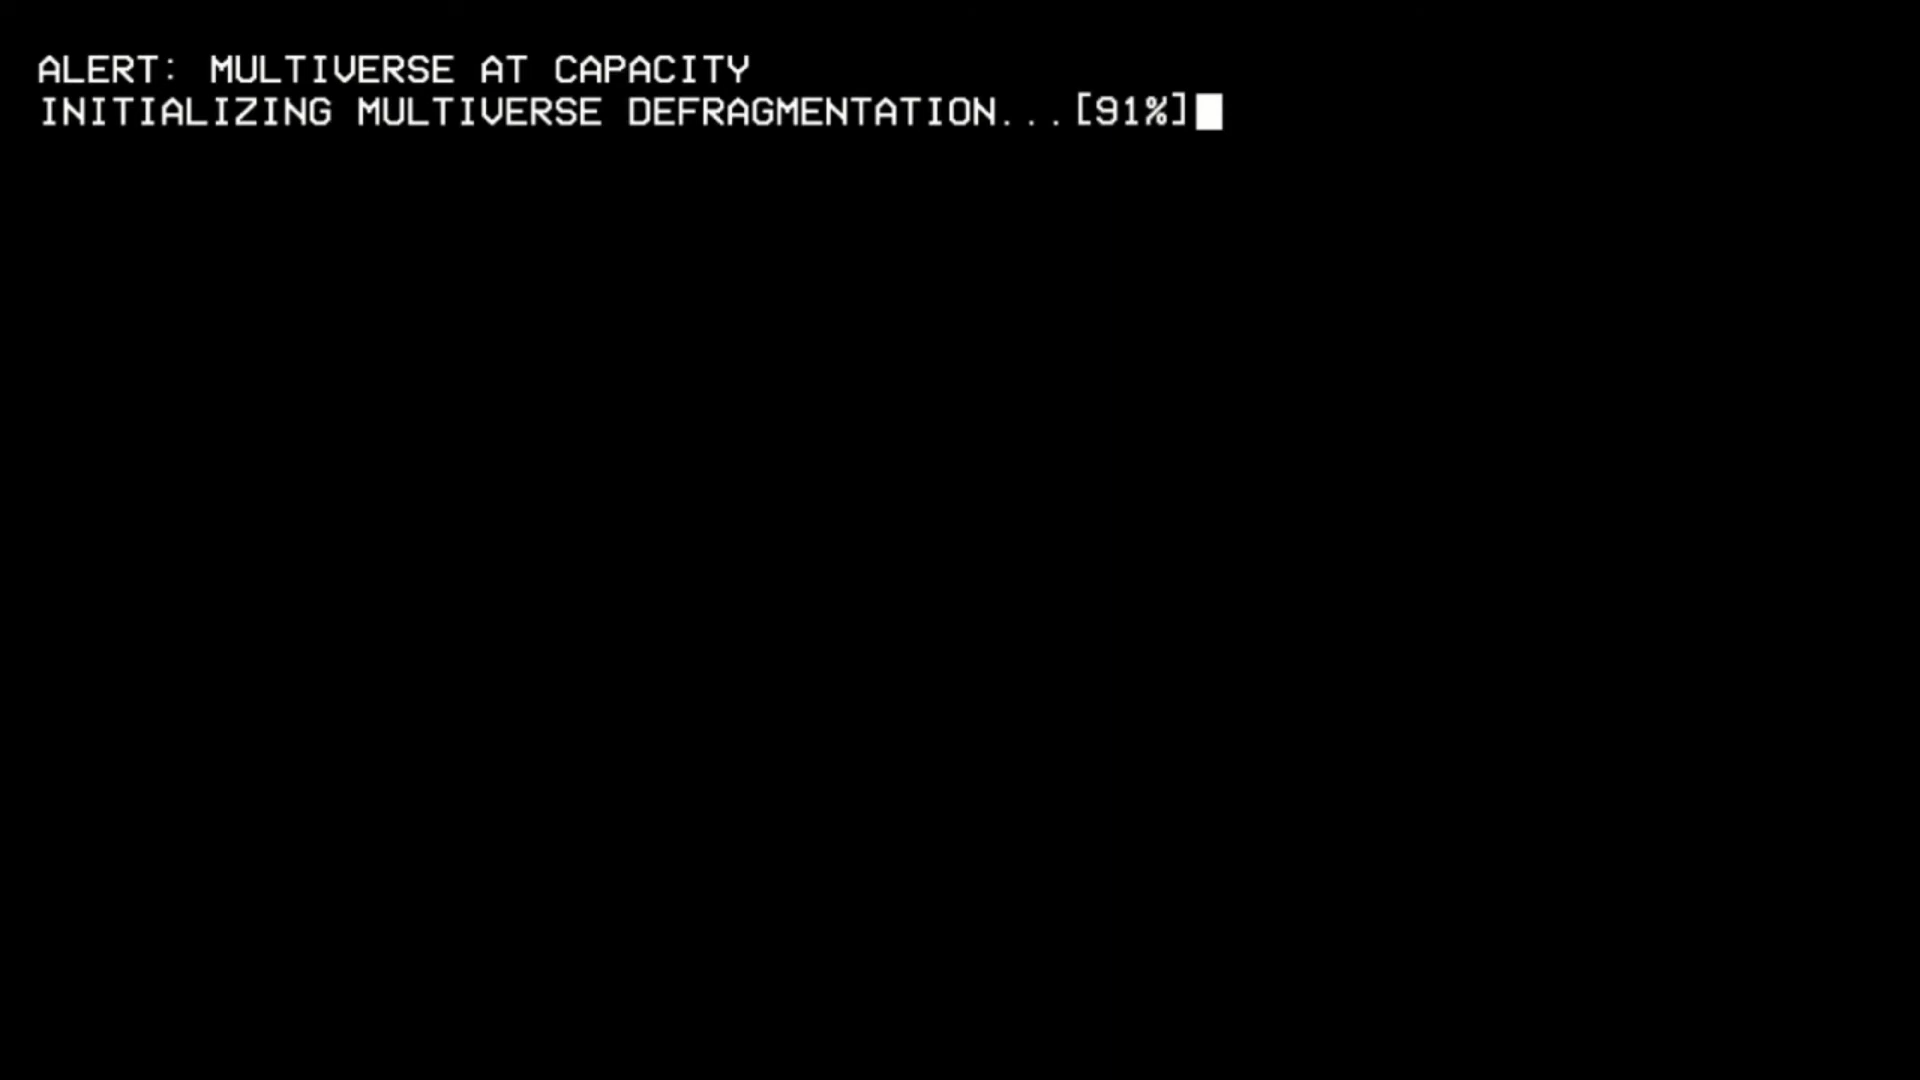 ALERT: MULTIVERSE AT CAPACITY
INITIALIZING MULTIVERSE DEFRAGMENTATION...[91%]